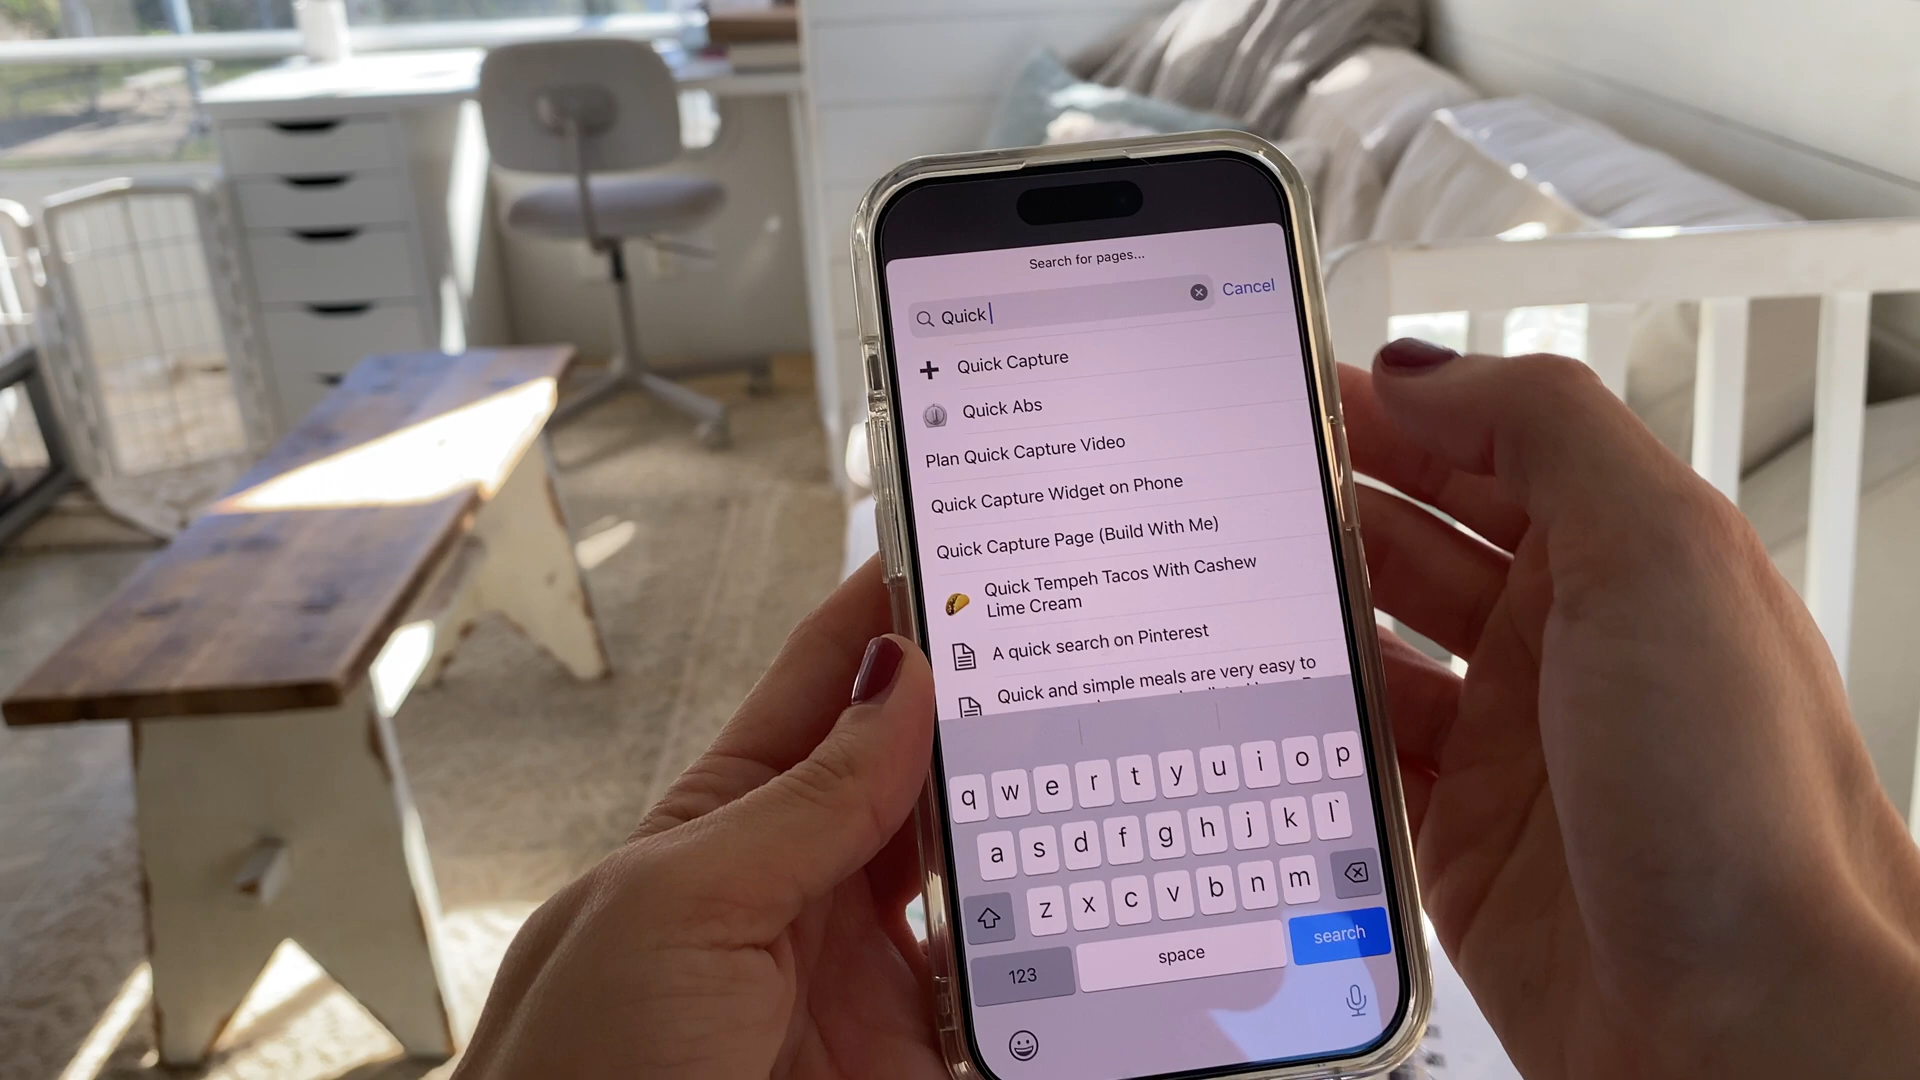 Search for pages...
Quick
Cancel
Quick Capture
Quick Abs
Plan Quick Capture Video
Quick Capture Widget on Phone
Quick Capture Page (Build With Me)
Quick Tempeh Tacos With Cashew
Lime Cream
A quick search on Pinterest
Quick and simple meals are very easy to
q w e r t y u i o p
a s d f g h j k l
z x c v b n m
123 space search